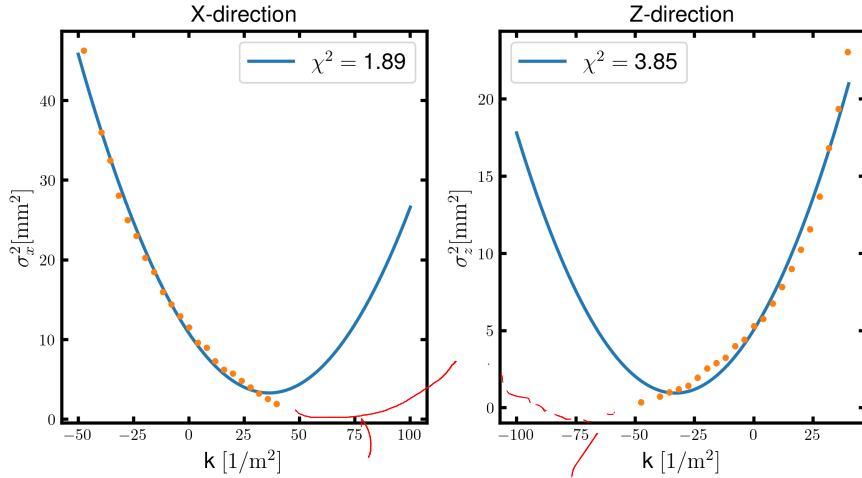 X-direction
Z-direction
χ² = 1.89
χ² = 3.85
σ²ₓ[mm²]
40
30
20
10
0
−50
−25
0
25
50
75
100
k [1/m²]
σ²_z[mm²]
20
15
10
5
0
−100
−75
−50
−25
0
25
k [1/m²]